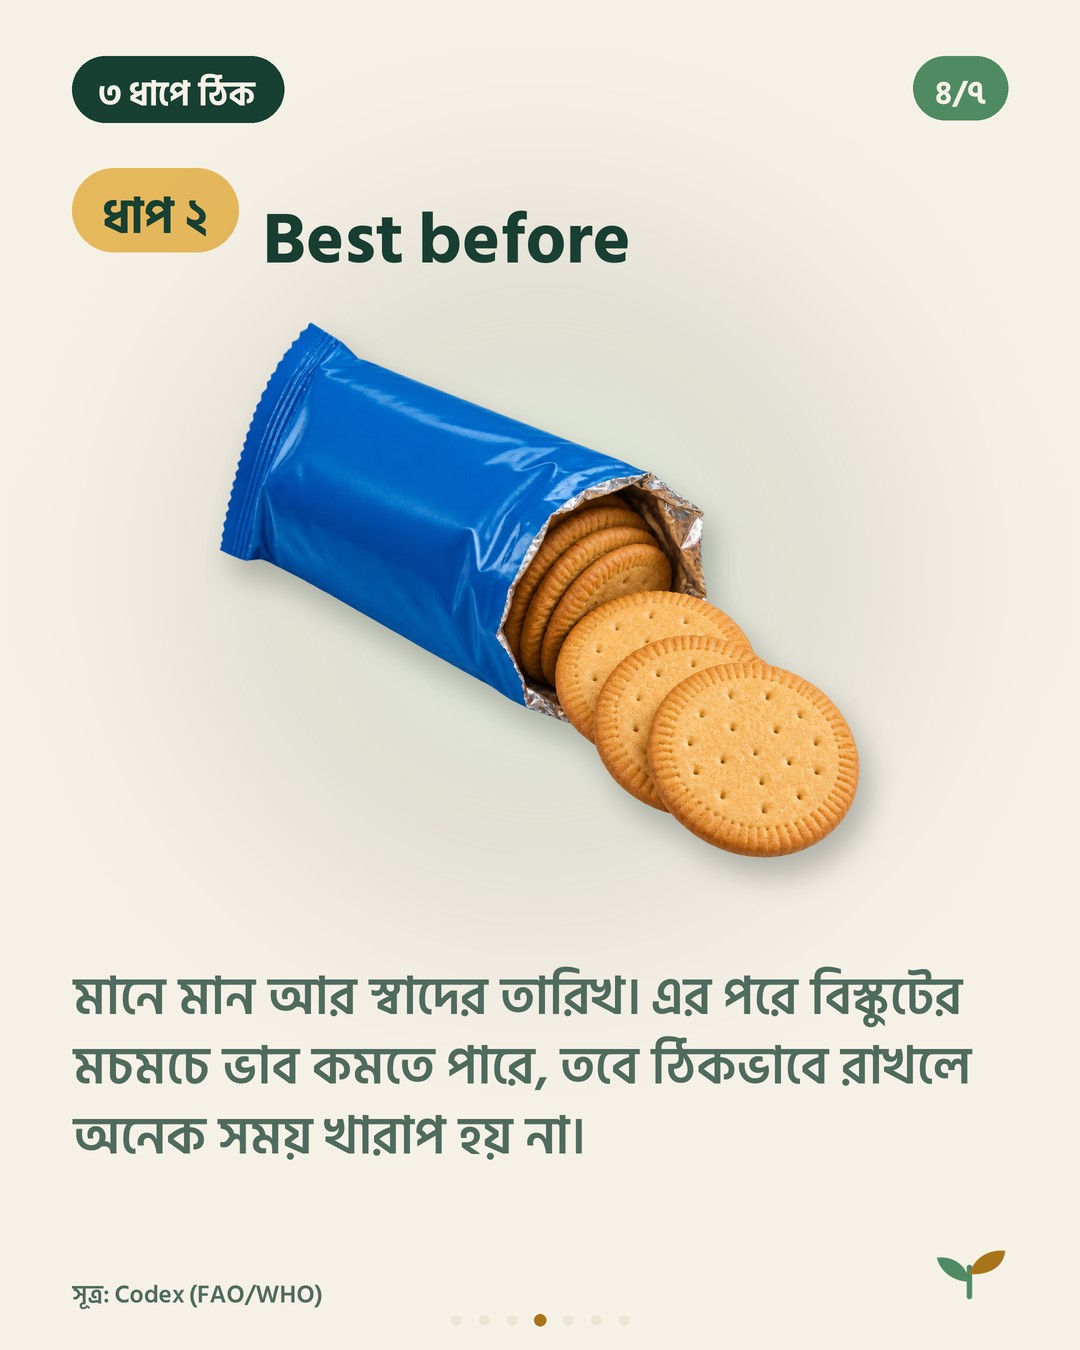 ৩ ধাপে ঠিক
৪/৭
ধাপ ২
Best before
মানে মান আর স্বাদের তারিখ। এর পরে বিস্কুটের
মচমচে ভাব কমতে পারে, তবে ঠিকভাবে রাখলে
অনেক সময় খারাপ হয় না।
সূত্র: Codex (FAO/WHO)